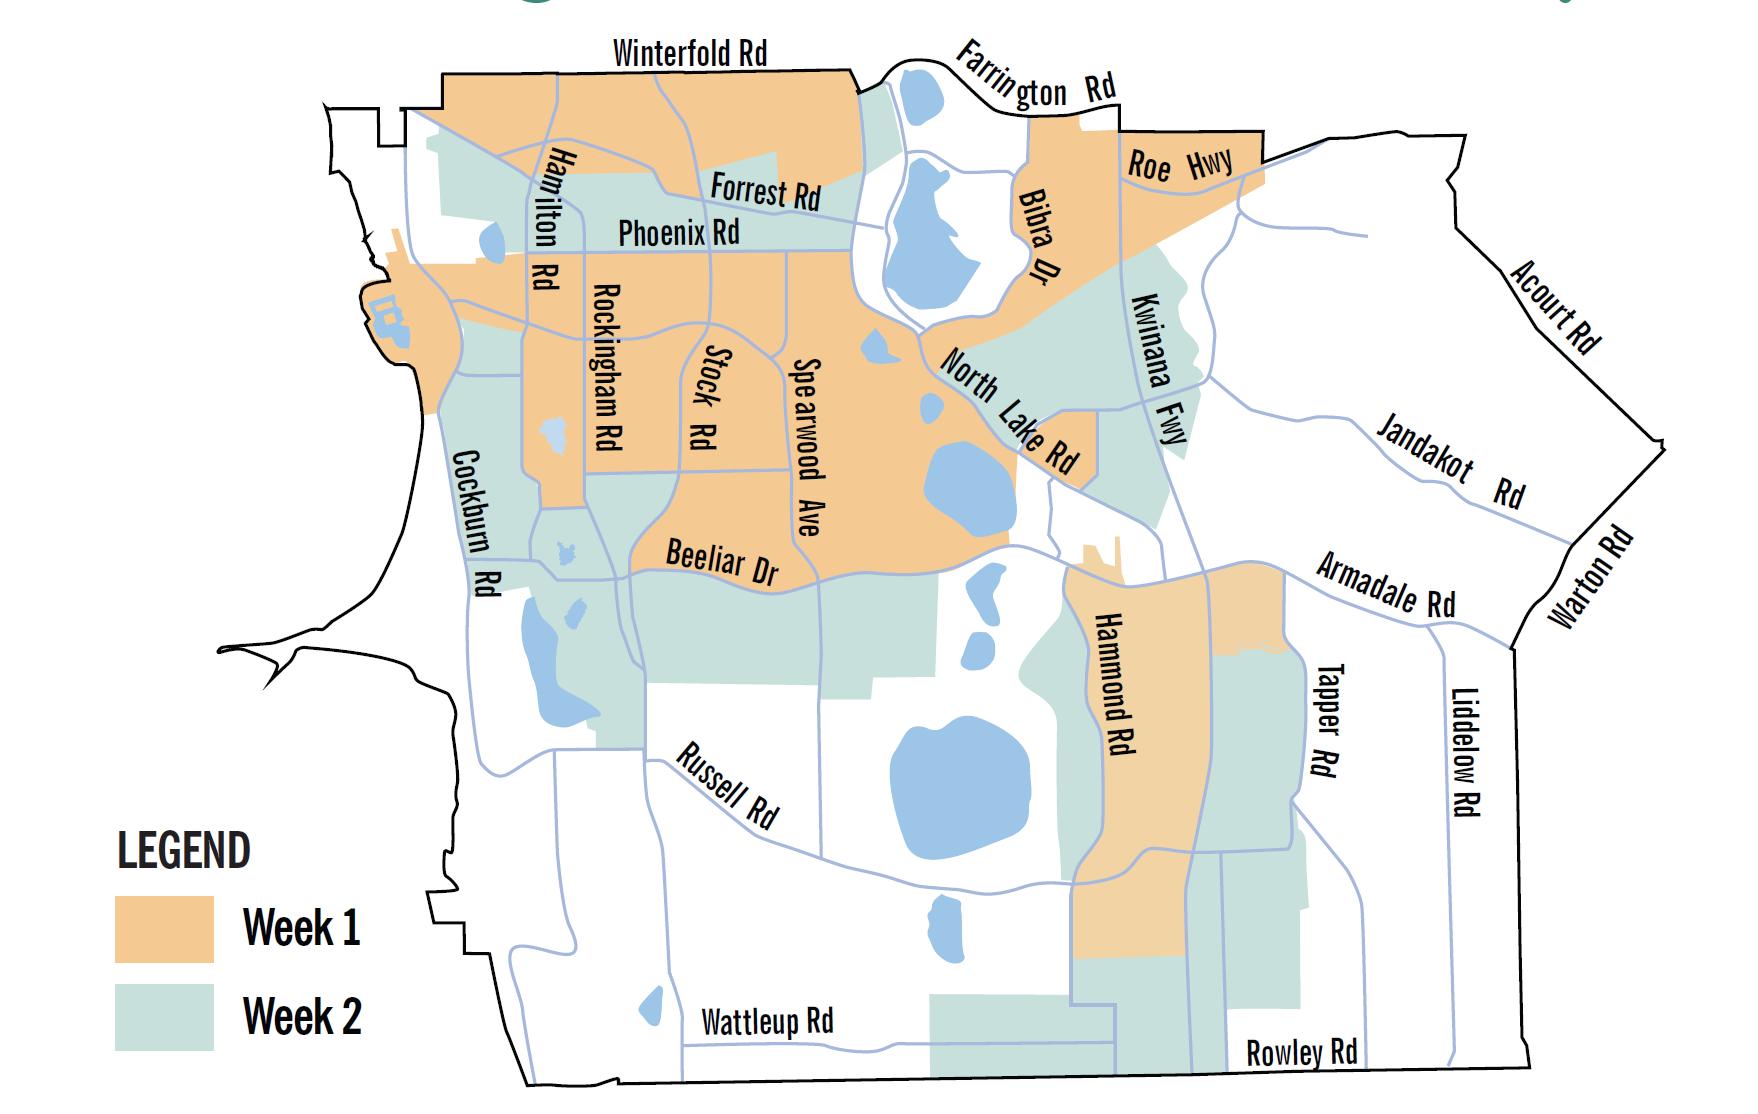 Winterfold Rd
Farrington Rd
Roe Hwy
Hamilton Rd
Forrest Rd
Phoenix Rd
Bibra Dr
Kwinana Fwy
Acourt Rd
Rockingham Rd
Stock Rd
Spearwood Ave
North Lake Rd
Jandakot Rd
Cockburn Rd
Beeliar Dr
Armadale Rd
Warton Rd
Hammond Rd
Tapper Rd
Liddelow Rd
Russell Rd
LEGEND
Week 1
Week 2
Wattleup Rd
Rowley Rd